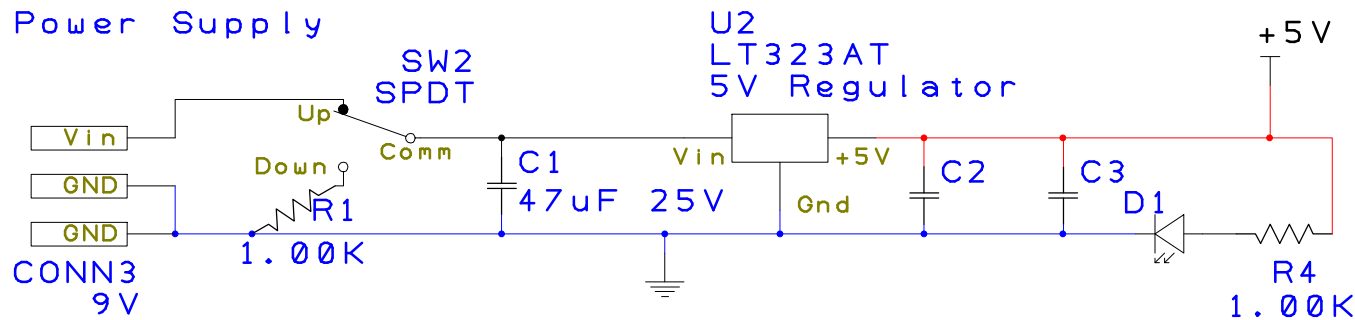 Power Supply
SW2
SPDT
U2
LT323AT
5V Regulator
+5V
Vin
Up
Comm
Vin
+5V
Down
C1
C2
C3
GND
47uF 25V
Gnd
R1
D1
GND
1.00K
CONN3
9V
R4
1.00K